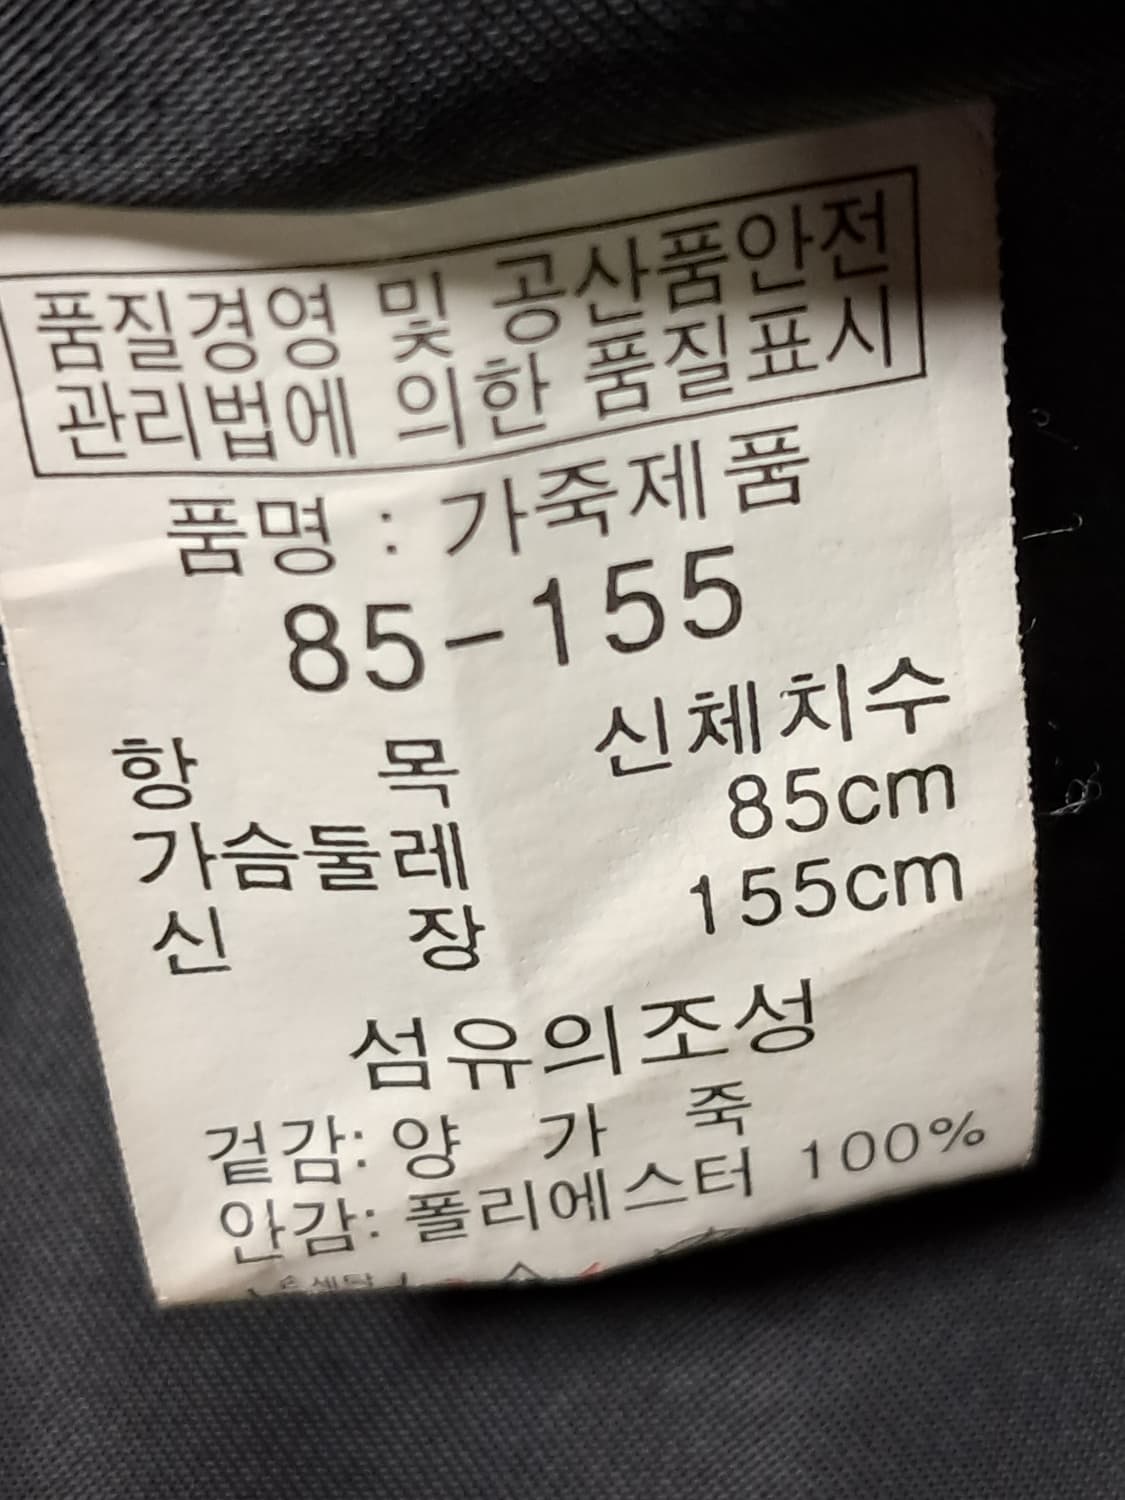 품질경영 및 공산품안전
관리법에 의한 품질표시
품명 : 가죽제품
85-155
항 목 신체치수
가슴둘레 85cm
신 장 155cm
섬유의조성
겉감: 양 가 죽
안감: 폴리에스터 100%
손세탁